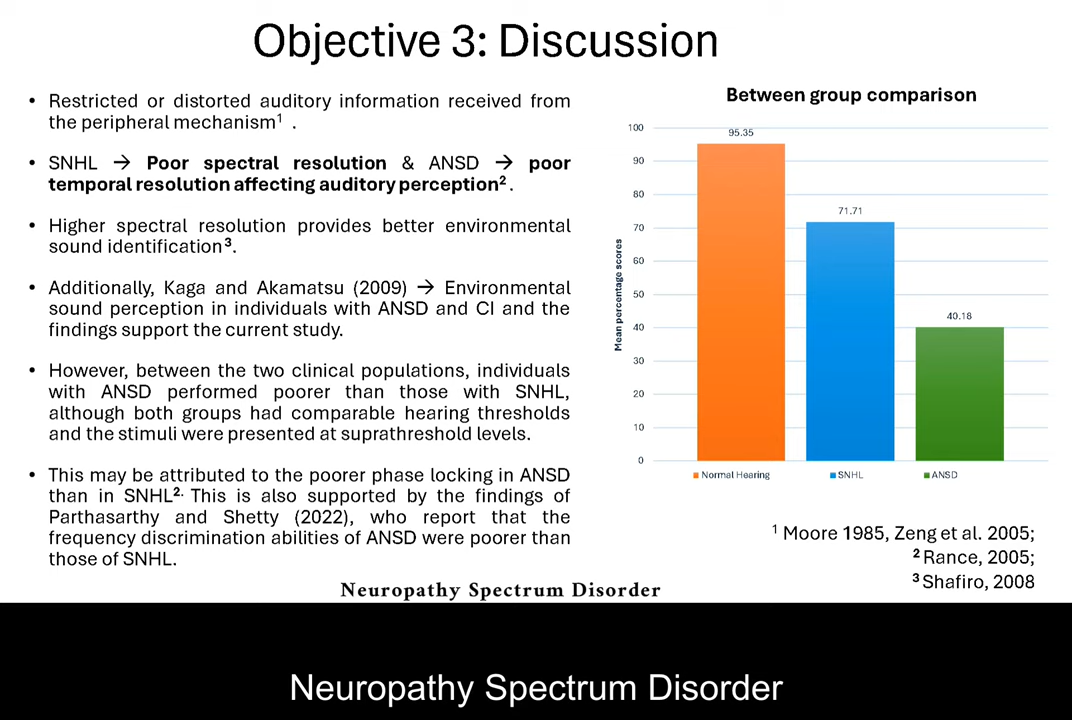 Objective 3: Discussion
• Restricted or distorted auditory information received from
the peripheral mechanism¹ .
• SNHL → Poor spectral resolution & ANSD → poor
temporal resolution affecting auditory perception².
• Higher spectral resolution provides better environmental
sound identification³.
• Additionally, Kaga and Akamatsu (2009) → Environmental
sound perception in individuals with ANSD and CI and the
findings support the current study.
• However, between the two clinical populations, individuals
with ANSD performed poorer than those with SNHL,
although both groups had comparable hearing thresholds
and the stimuli were presented at suprathreshold levels.
• This may be attributed to the poorer phase locking in ANSD
than in SNHL². This is also supported by the findings of
Parthasarthy and Shetty (2022), who report that the
frequency discrimination abilities of ANSD were poorer than
those of SNHL.
Between group comparison
Mean percentage scores
100
90
80
70
60
50
40
30
20
10
0
95.35
71.71
40.18
Normal Hearing
SNHL
ANSD
¹ Moore 1985, Zeng et al. 2005;
² Rance, 2005;
³ Shafiro, 2008
Neuropathy Spectrum Disorder
Neuropathy Spectrum Disorder